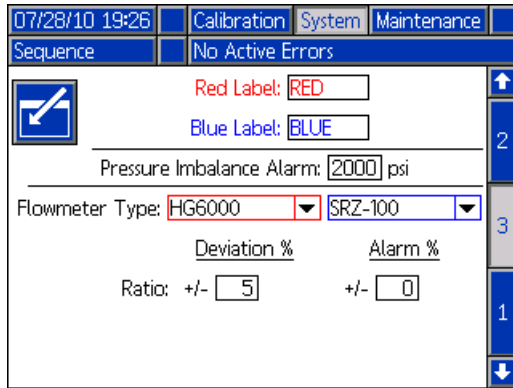 07/28/10 19:26 Calibration System Maintenance
Sequence No Active Errors
Red Label: RED
Blue Label: BLUE
2
Pressure Imbalance Alarm: 2000 psi
Flowmeter Type: HG6000 SRZ-100
3
Deviation % Alarm %
Ratio: +/- 5 +/- 0
1